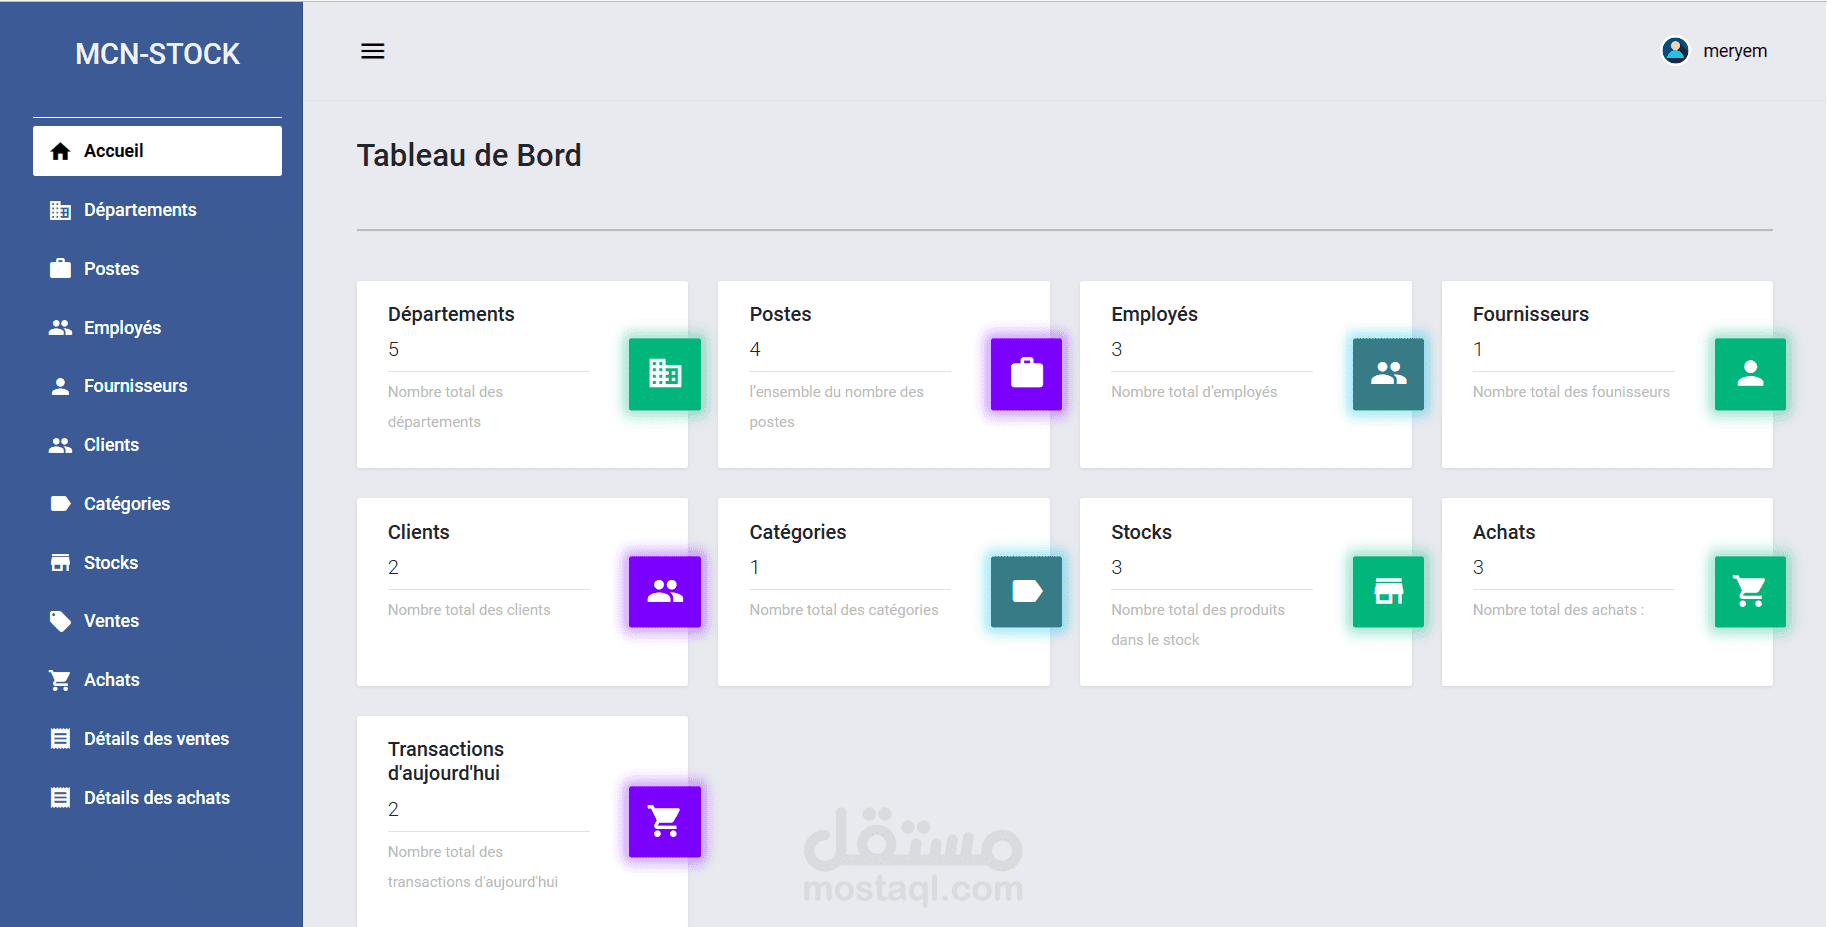 MCN-STOCK
meryem
Accueil
Départements
Postes
Employés
Fournisseurs
Clients
Catégories
Stocks
Ventes
Achats
Détails des ventes
Détails des achats
Tableau de Bord
Départements
5
Nombre total des
départements
Postes
4
l'ensemble du nombre des
postes
Employés
3
Nombre total d'employés
Fournisseurs
1
Nombre total des founisseurs
Clients
2
Nombre total des clients
Catégories
1
Nombre total des catégories
Stocks
3
Nombre total des produits
dans le stock
Achats
3
Nombre total des achats :
Transactions
d'aujourd'hui
2
Nombre total des
transactions d'aujourd'hui
مستقل
mostaql.com